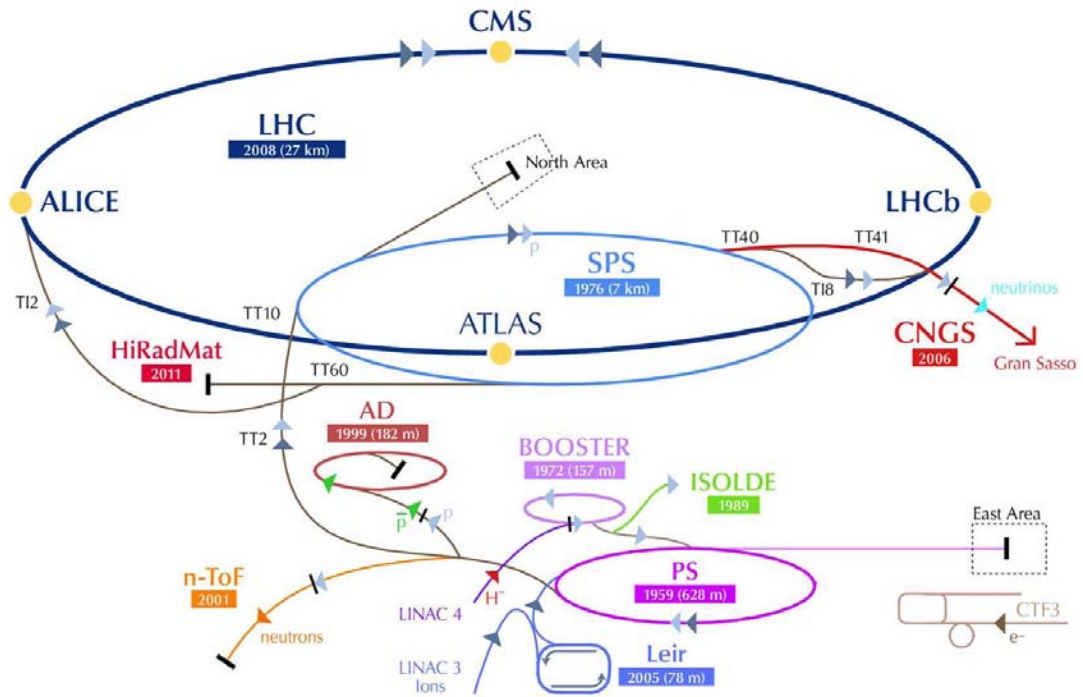 CMS
LHC
2008 (27 km)
North Area
ALICE
LHCb
p
TT40
TT41
SPS
1976 (7 km)
TI8
neutrinos
TI2
TT10
ATLAS
CNGS
2006
Gran Sasso
HiRadMat
2011
TT60
AD
1999 (182 m)
TT2
BOOSTER
1972 (157 m)
ISOLDE
1989
p̅
p
East Area
n-ToF
2001
PS
1959 (628 m)
LINAC 4
H⁻
neutrons
CTF3
e⁻
LINAC 3
Ions
Leir
2005 (78 m)